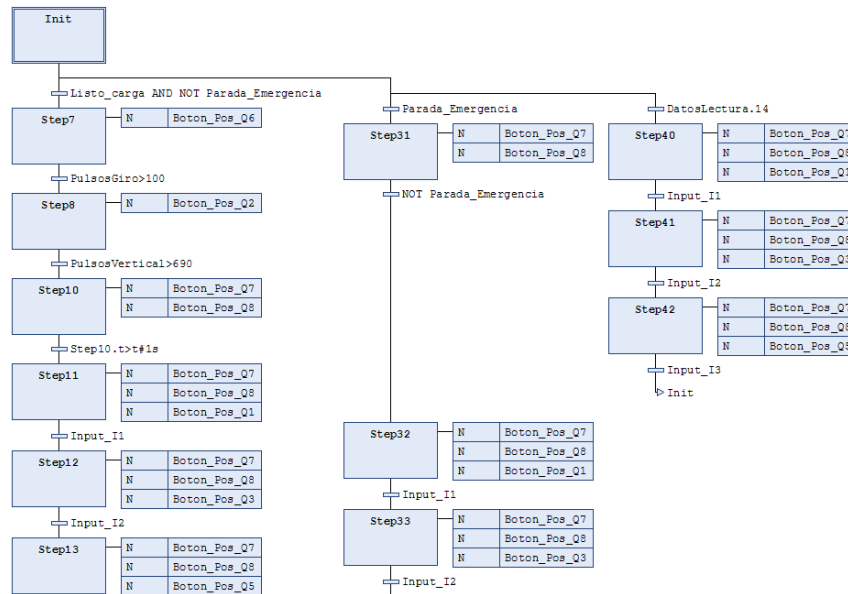 Init
Listo_carga AND NOT Parada_Emergencia
Step7
N Boton_Pos_Q6
PulsosGiro>100
Step8
N Boton_Pos_Q2
PulsosVertical>690
Step10
N Boton_Pos_Q7
N Boton_Pos_Q8
Step10.t>t#1s
Step11
N Boton_Pos_Q7
N Boton_Pos_Q8
N Boton_Pos_Q1
Input_I1
Step12
N Boton_Pos_Q7
N Boton_Pos_Q8
N Boton_Pos_Q3
Input_I2
Step13
N Boton_Pos_Q7
N Boton_Pos_Q8
N Boton_Pos_Q5
Parada_Emergencia
Step31
N Boton_Pos_Q7
N Boton_Pos_Q8
NOT Parada_Emergencia
Step32
N Boton_Pos_Q7
N Boton_Pos_Q8
N Boton_Pos_Q1
Input_I1
Step33
N Boton_Pos_Q7
N Boton_Pos_Q8
N Boton_Pos_Q3
Input_I2
DatosLectura.14
Step40
N Boton_Pos_Q7
N Boton_Pos_Q8
N Boton_Pos_Q1
Input_I1
Step41
N Boton_Pos_Q7
N Boton_Pos_Q8
N Boton_Pos_Q3
Input_I2
Step42
N Boton_Pos_Q7
N Boton_Pos_Q8
N Boton_Pos_Q5
Input_I3
Init